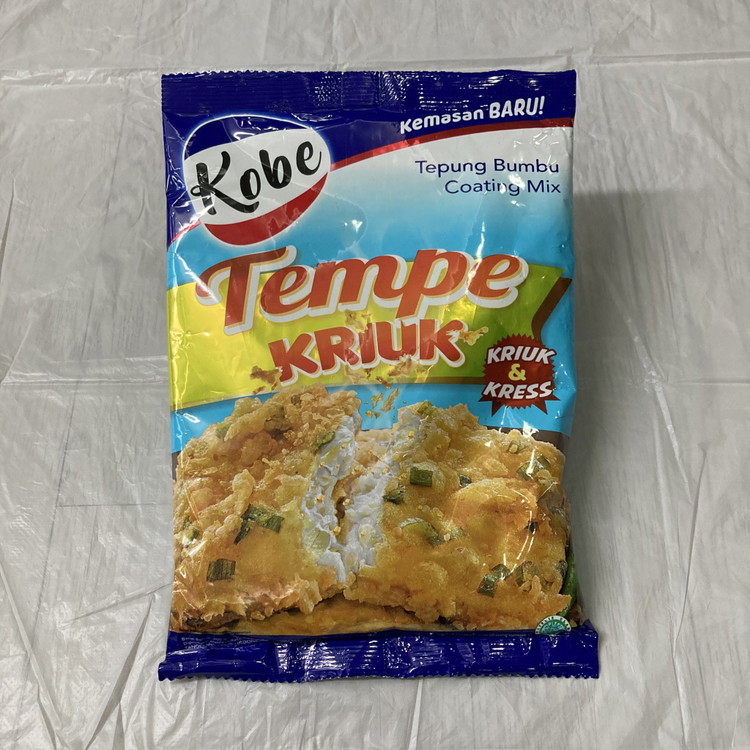 Kemasan BARU!
Kobe
Tepung Bumbu
Coating Mix
Tempe
KRIUK
KRIUK
&
KRESS